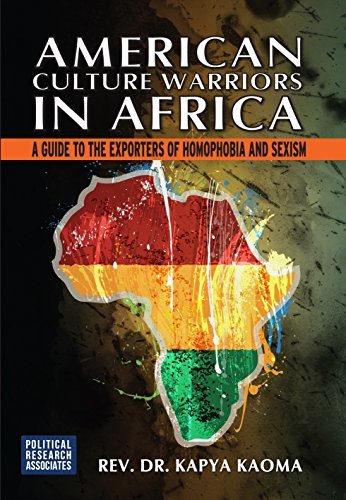 AMERICAN
CULTURE WARRIORS
IN AFRICA
A GUIDE TO THE EXPORTERS OF HOMOPHOBIA AND SEXISM
POLITICAL
RESEARCH
ASSOCIATES
REV. DR. KAPYA KAOMA